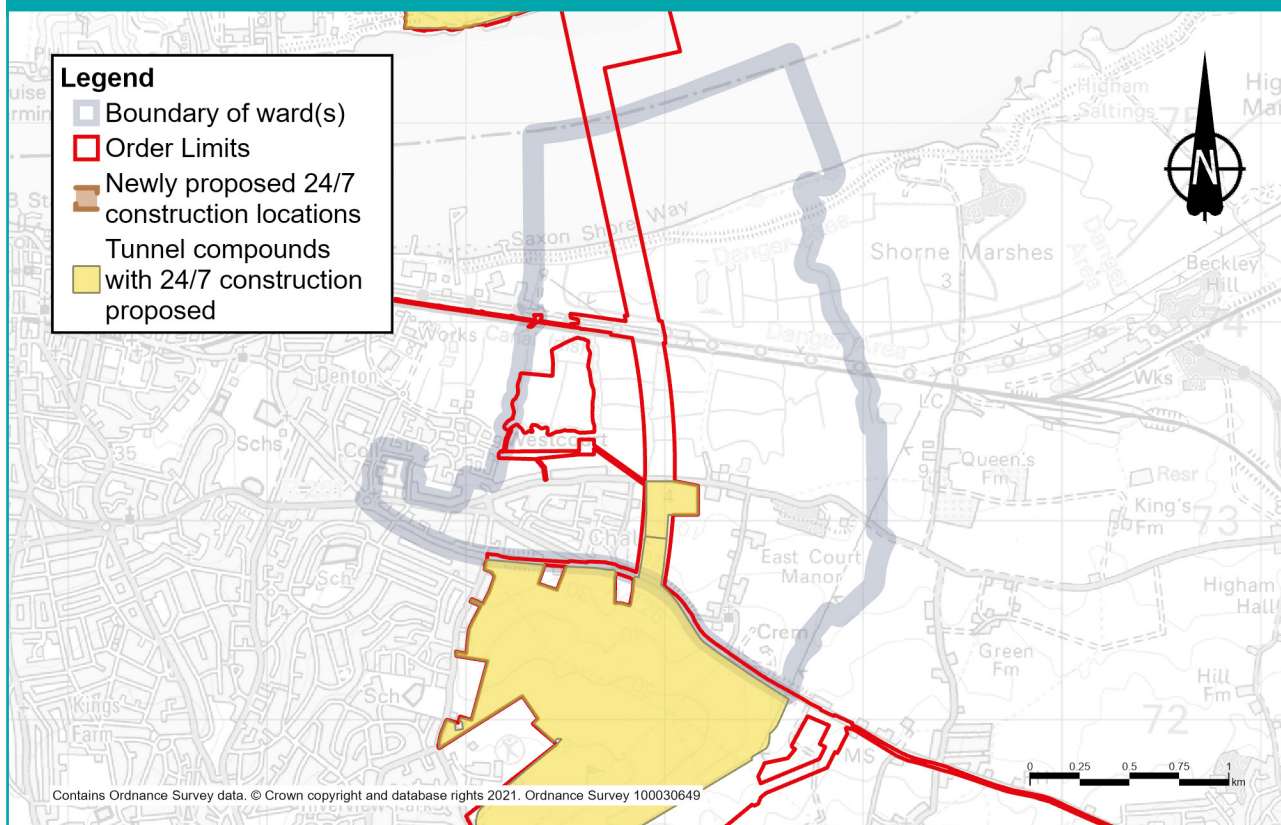 Legend
Boundary of ward(s)
Order Limits
Newly proposed 24/7
construction locations
Tunnel compounds
with 24/7 construction
proposed
N
Higham
Saltings
Saxon Shore Way
Shorne Marshes
3
Beckley
Hill
Danger Area
Works
Denton
Wks
LC
Schs
35
Westcourt
9
Queen's
Fm
Resr
King's
Fm
73
4
East Court
Manor
Sch
Higham
Hall
Crem
Green
Fm
Hill
Fm
Sch
Kings
Farm
72
MS
0 0.25 0.5 0.75 1
km
Contains Ordnance Survey data. © Crown copyright and database rights 2021. Ordnance Survey 100030649